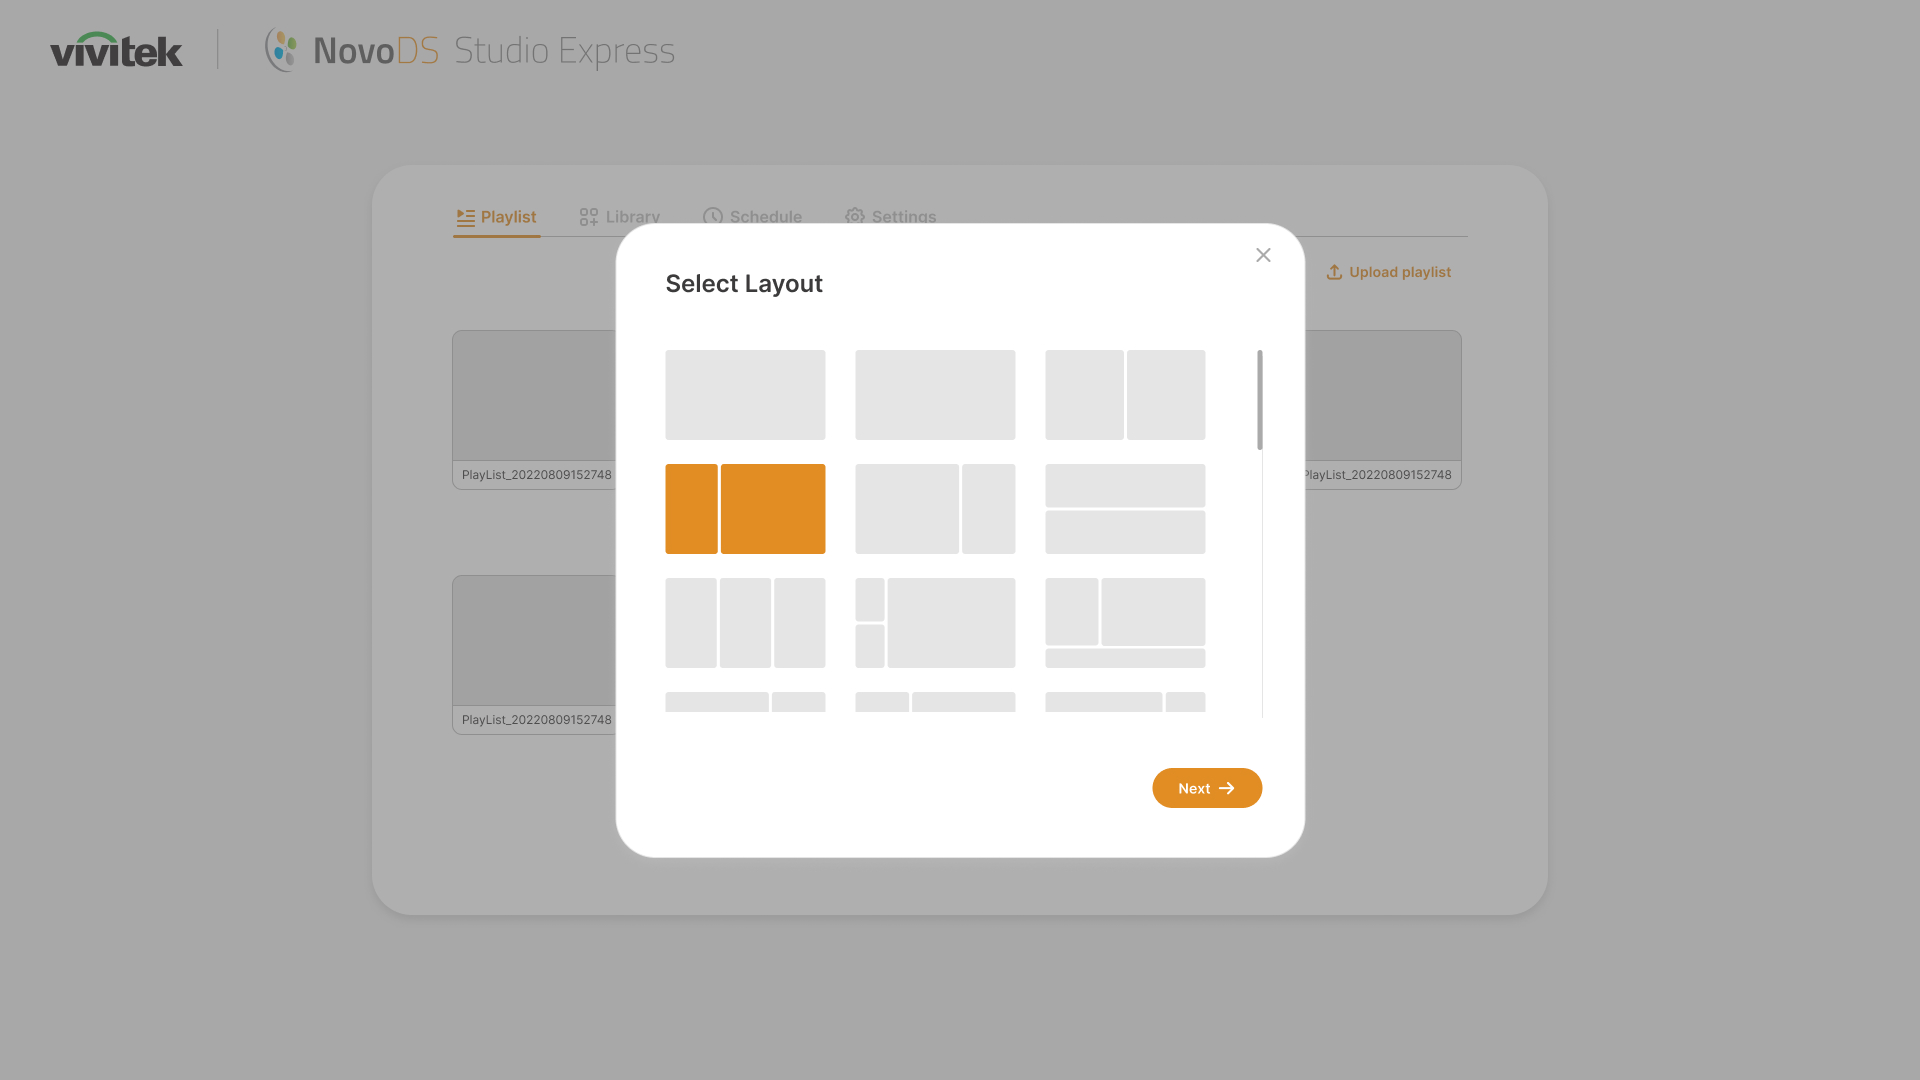 vivitek
NovoDS Studio Express
Playlist
Library
Schedule
Settings
Upload playlist
Select Layout
PlayList_20220809152748
PlayList_20220809152748
PlayList_20220809152748
Next